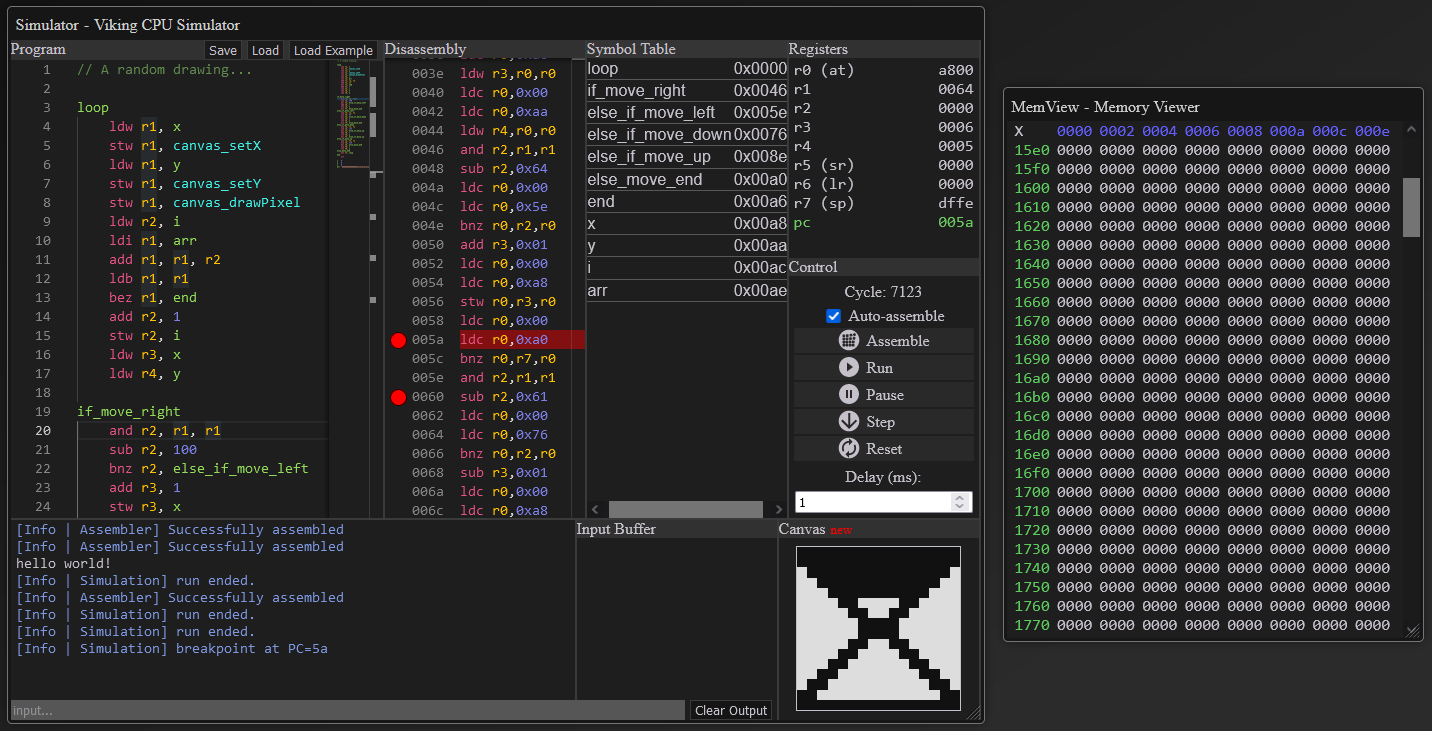 Simulator - Viking CPU Simulator
Program Save Load Load Example
1 // A random drawing...
2
3 loop
4 ldw r1, x
5 stw r1, canvas_setX
6 ldw r1, y
7 stw r1, canvas_setY
8 stw r1, canvas_drawPixel
9 ldw r2, i
10 ldi r1, arr
11 add r1, r1, r2
12 ldb r1, r1
13 bez r1, end
14 add r2, 1
15 stw r2, i
16 ldw r3, x
17 ldw r4, y
18
19 if_move_right
20 and r2, r1, r1
21 sub r2, 100
22 bnz r2, else_if_move_left
23 add r3, 1
24 stw r3, x
Disassembly
003e ldw r3,r0,r0
0040 ldc r0,0x00
0042 ldc r0,0xaa
0044 ldw r4,r0,r0
0046 and r2,r1,r1
0048 sub r2,0x64
004a ldc r0,0x00
004c ldc r0,0x5e
004e bnz r0,r2,r0
0050 add r3,0x01
0052 ldc r0,0x00
0054 ldc r0,0xa8
0056 stw r0,r3,r0
0058 ldc r0,0x00
005a ldc r0,0xa0
005c bnz r0,r7,r0
005e and r2,r1,r1
0060 sub r2,0x61
0062 ldc r0,0x00
0064 ldc r0,0x76
0066 bnz r0,r2,r0
0068 sub r3,0x01
006a ldc r0,0x00
006c ldc r0,0xa8
Symbol Table
loop 0x0000
if_move_right 0x0046
else_if_move_left 0x005e
else_if_move_down 0x0076
else_if_move_up 0x008e
else_move_end 0x00a0
end 0x00a6
x 0x00a8
y 0x00aa
i 0x00ac
arr 0x00ae
Registers
r0 (at) a800
r1 0064
r2 0000
r3 0006
r4 0005
r5 (sr) 0000
r6 (lr) 0000
r7 (sp) dffe
pc 005a
Control
Cycle: 7123
Auto-assemble
Assemble
Run
Pause
Step
Reset
Delay (ms):
1
[Info | Assembler] Successfully assembled
[Info | Assembler] Successfully assembled
hello world!
[Info | Simulation] run ended.
[Info | Assembler] Successfully assembled
[Info | Simulation] run ended.
[Info | Simulation] run ended.
[Info | Simulation] breakpoint at PC=5a
input...
Clear Output
Input Buffer
Canvas new
MemView - Memory Viewer
X 0000 0002 0004 0006 0008 000a 000c 000e
15e0 0000 0000 0000 0000 0000 0000 0000 0000
15f0 0000 0000 0000 0000 0000 0000 0000 0000
1600 0000 0000 0000 0000 0000 0000 0000 0000
1610 0000 0000 0000 0000 0000 0000 0000 0000
1620 0000 0000 0000 0000 0000 0000 0000 0000
1630 0000 0000 0000 0000 0000 0000 0000 0000
1640 0000 0000 0000 0000 0000 0000 0000 0000
1650 0000 0000 0000 0000 0000 0000 0000 0000
1660 0000 0000 0000 0000 0000 0000 0000 0000
1670 0000 0000 0000 0000 0000 0000 0000 0000
1680 0000 0000 0000 0000 0000 0000 0000 0000
1690 0000 0000 0000 0000 0000 0000 0000 0000
16a0 0000 0000 0000 0000 0000 0000 0000 0000
16b0 0000 0000 0000 0000 0000 0000 0000 0000
16c0 0000 0000 0000 0000 0000 0000 0000 0000
16d0 0000 0000 0000 0000 0000 0000 0000 0000
16e0 0000 0000 0000 0000 0000 0000 0000 0000
16f0 0000 0000 0000 0000 0000 0000 0000 0000
1700 0000 0000 0000 0000 0000 0000 0000 0000
1710 0000 0000 0000 0000 0000 0000 0000 0000
1720 0000 0000 0000 0000 0000 0000 0000 0000
1730 0000 0000 0000 0000 0000 0000 0000 0000
1740 0000 0000 0000 0000 0000 0000 0000 0000
1750 0000 0000 0000 0000 0000 0000 0000 0000
1760 0000 0000 0000 0000 0000 0000 0000 0000
1770 0000 0000 0000 0000 0000 0000 0000 0000